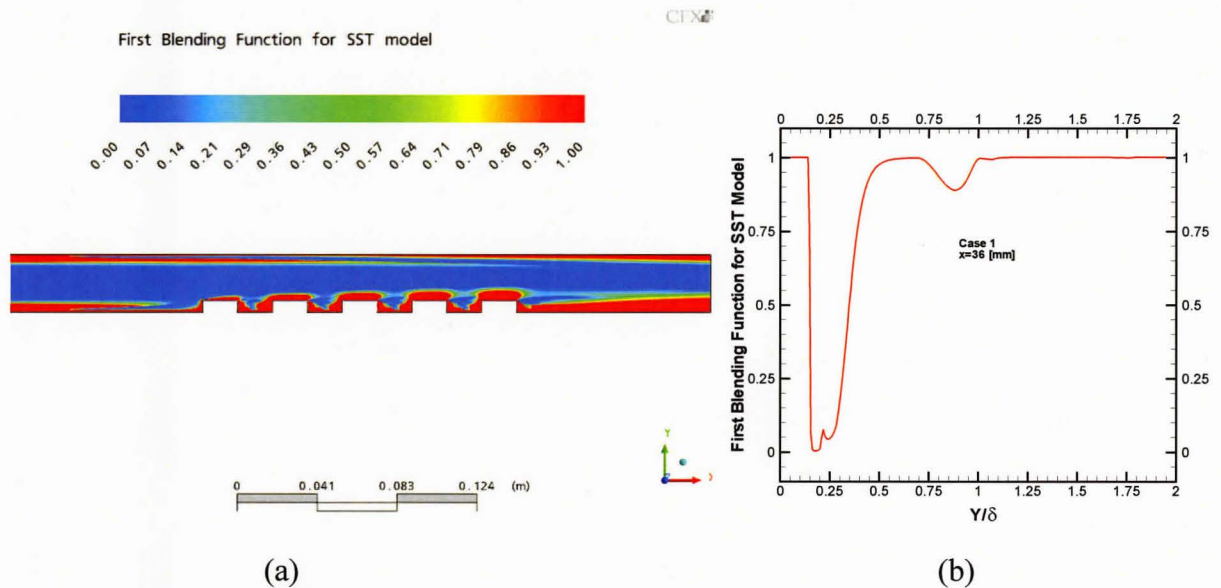 CFX
First Blending Function for SST model
0.00 0.07 0.14 0.21 0.29 0.36 0.43 0.50 0.57 0.64 0.71 0.79 0.86 0.93 1.00
Y
X
0 0.041 0.083 0.124 (m)
(a)
0 0.25 0.5 0.75 1 1.25 1.5 1.75 2
1 1
0.75 0.75
0.5 0.5
0.25 0.25
0 0
First Blending Function for SST Model
Case 1
x=36 [mm]
0 0.25 0.5 0.75 1 1.25 1.5 1.75 2
Y/δ
(b)